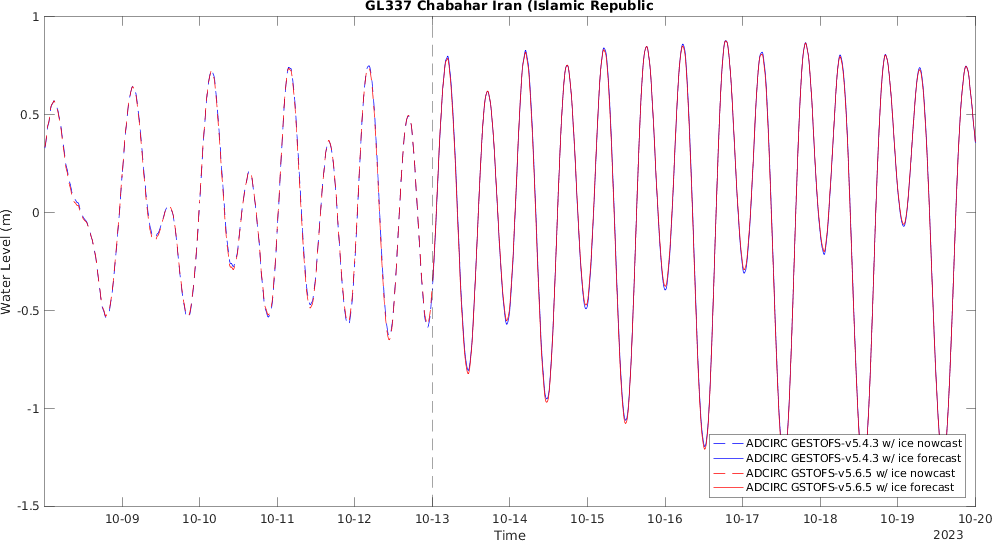 GL337 Chabahar Iran (Islamic Republic
1
0.5
0
-0.5
-1
-1.5
Water Level (m)
ADCIRC GESTOFS-v5.4.3 w/ ice nowcast
ADCIRC GESTOFS-v5.4.3 w/ ice forecast
ADCIRC GSTOFS-v5.6.5 w/ ice nowcast
ADCIRC GSTOFS-v5.6.5 w/ ice forecast
10-09 10-10 10-11 10-12 10-13 10-14 10-15 10-16 10-17 10-18 10-19 10-20
Time
2023